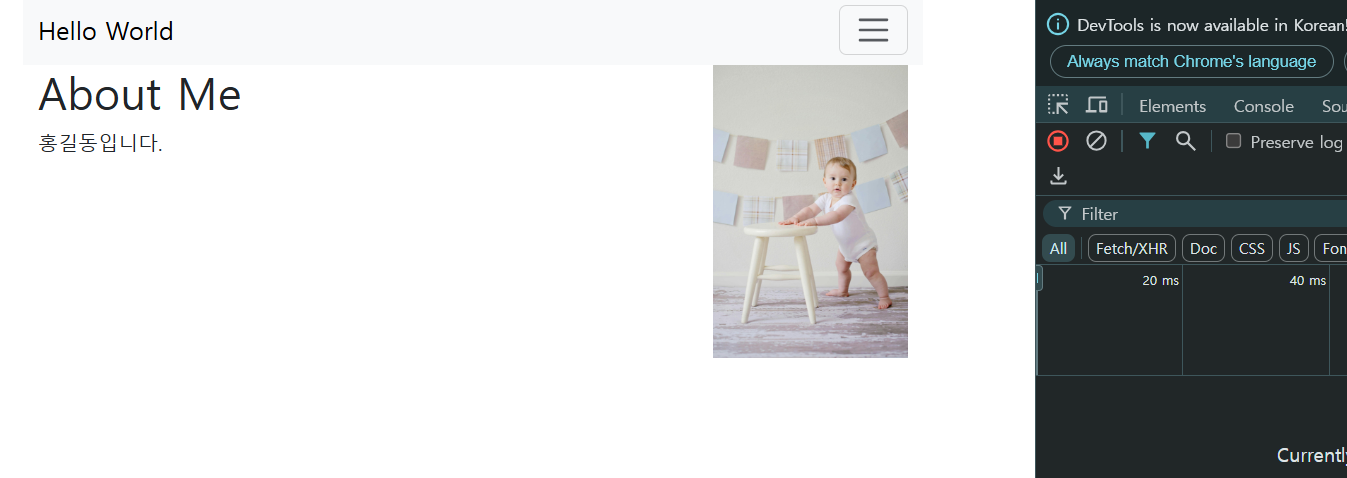 Hello World
About Me
홍길동입니다.
DevTools is now available in Korean!
Always match Chrome's language
Elements Console Sou
Preserve log
Filter
All Fetch/XHR Doc CSS JS Fon
20 ms 40 ms
Currently